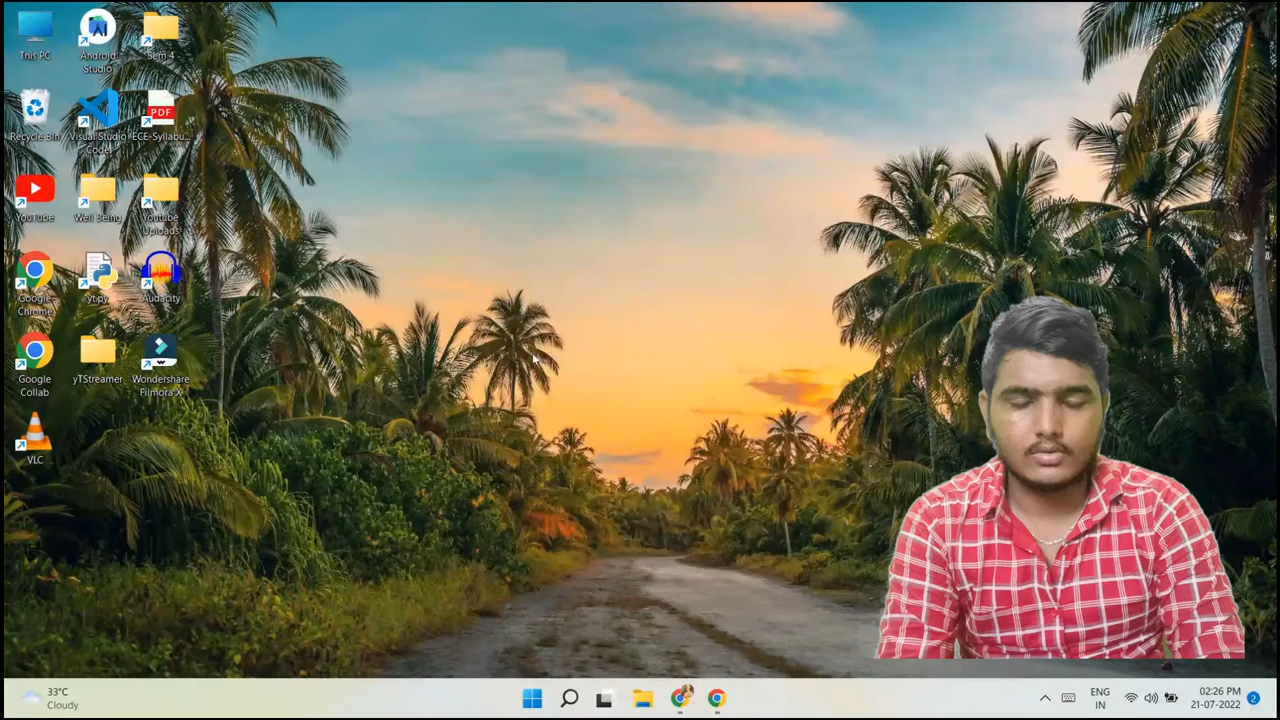 This PC
Android
Studio
Sem 4
Recycle Bin
Visual Studio
Code
PDF
ECE-Syllabu...
YouTube
Well Being
Youtube
Uploads
Google
Chrome
yt.py
Audacity
Google
Collab
yTStreamer
Wondershare
Filmora X
VLC
33°C
Cloudy
ENG
IN
02:26 PM
21-07-2022
2